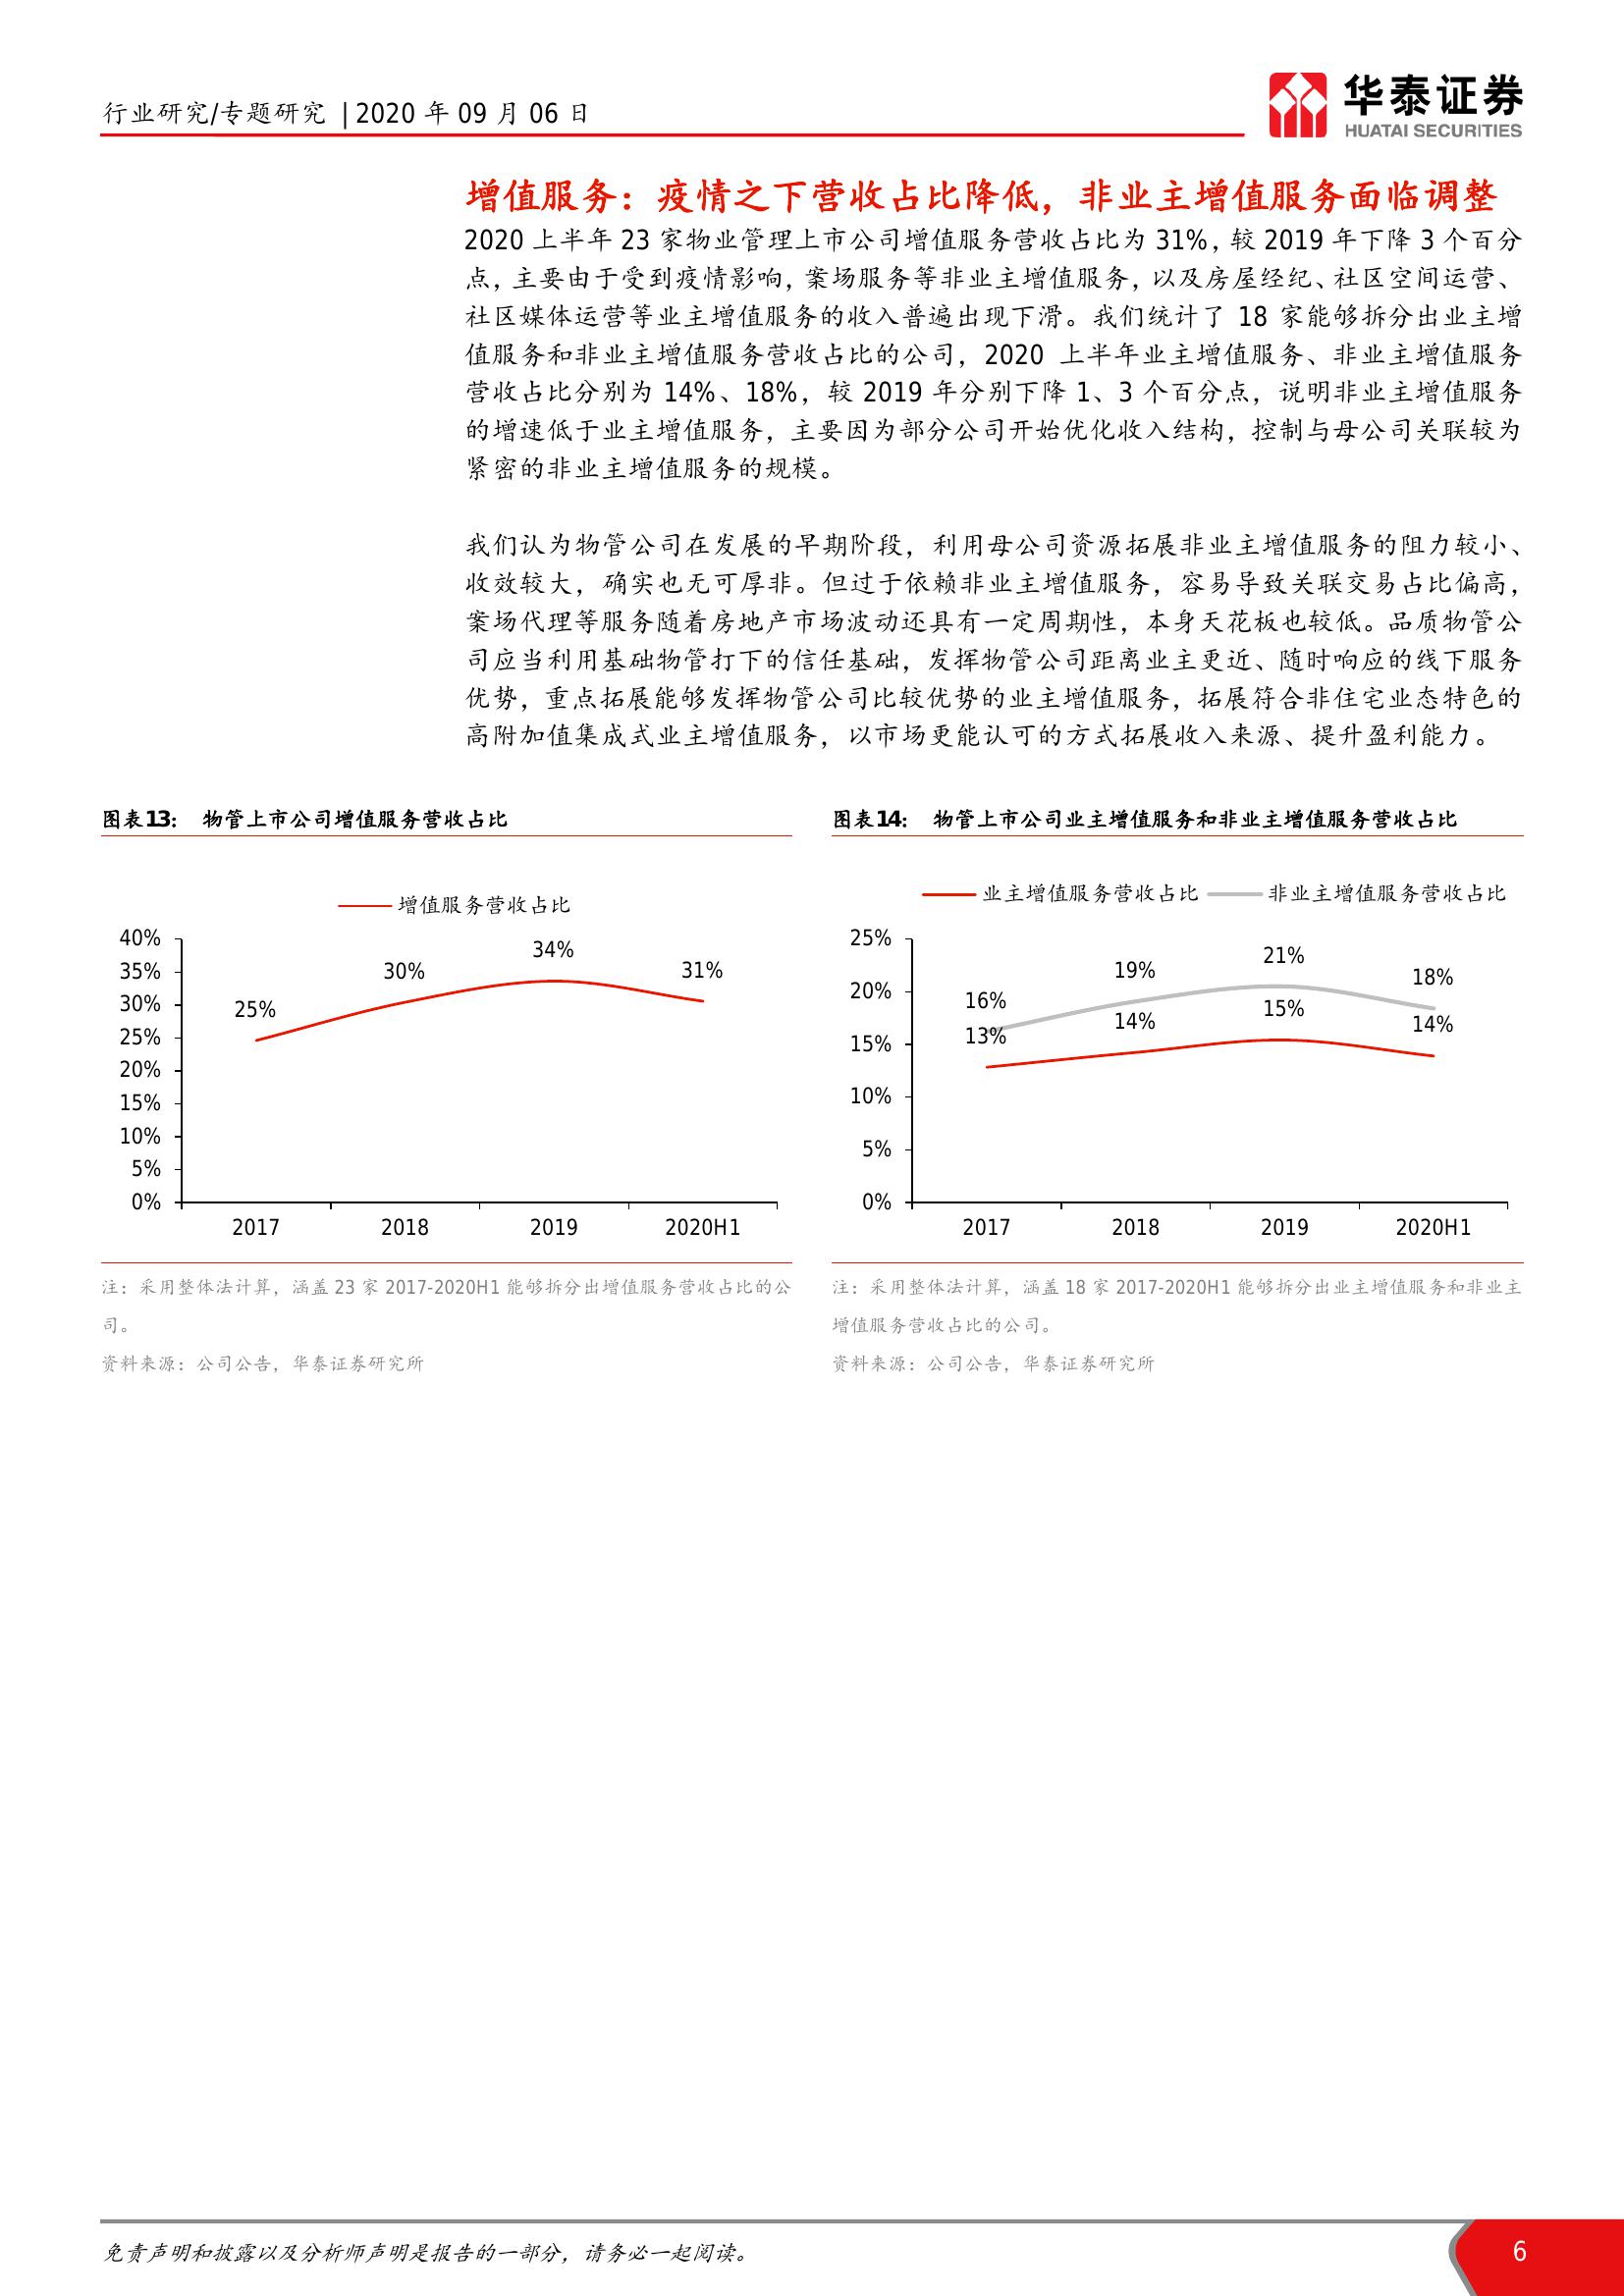 行业研究/专题研究 | 2020 年 09 月 06 日
华泰证券
HUATAI SECURITIES
增值服务：疫情之下营收占比降低，非业主增值服务面临调整
2020 上半年 23 家物业管理上市公司增值服务营收占比为 31%，较 2019 年下降 3 个百分
点，主要由于受到疫情影响，案场服务等非业主增值服务，以及房屋经纪、社区空间运营、
社区媒体运营等业主增值服务的收入普遍出现下滑。我们统计了 18 家能够拆分出业主增
值服务和非业主增值服务营收占比的公司，2020 上半年业主增值服务、非业主增值服务
营收占比分别为 14%、18%，较 2019 年分别下降 1、3 个百分点，说明非业主增值服务
的增速低于业主增值服务，主要因为部分公司开始优化收入结构，控制与母公司关联较为
紧密的非业主增值服务的规模。
我们认为物管公司在发展的早期阶段，利用母公司资源拓展非业主增值服务的阻力较小、
收效较大，确实也无可厚非。但过于依赖非业主增值服务，容易导致关联交易占比偏高，
案场代理等服务随着房地产市场波动还具有一定周期性，本身天花板也较低。品质物管公
司应当利用基础物管打下的信任基础，发挥物管公司距离业主更近、随时响应的线下服务
优势，重点拓展能够发挥物管公司比较优势的业主增值服务，拓展符合非住宅业态特色的
高附加值集成式业主增值服务，以市场更能认可的方式拓展收入来源、提升盈利能力。
图表13： 物管上市公司增值服务营收占比
增值服务营收占比
40%
35%
30%
25%
20%
15%
10%
5%
0%
25%
30%
34%
31%
2017 2018 2019 2020H1
注：采用整体法计算，涵盖 23 家 2017-2020H1 能够拆分出增值服务营收占比的公
司。
资料来源：公司公告，华泰证券研究所
图表14： 物管上市公司业主增值服务和非业主增值服务营收占比
业主增值服务营收占比 非业主增值服务营收占比
25%
20%
15%
10%
5%
0%
16%
19%
21%
18%
13%
14%
15%
14%
2017 2018 2019 2020H1
注：采用整体法计算，涵盖 18 家 2017-2020H1 能够拆分出业主增值服务和非业主
增值服务营收占比的公司。
资料来源：公司公告，华泰证券研究所
免责声明和披露以及分析师声明是报告的一部分，请务必一起阅读。
6